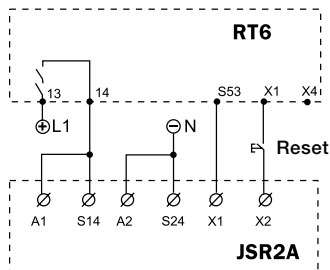 RT6
13 14 S53 X1 X4
L1 N
Reset
A1 S14 A2 S24 X1 X2
JSR2A